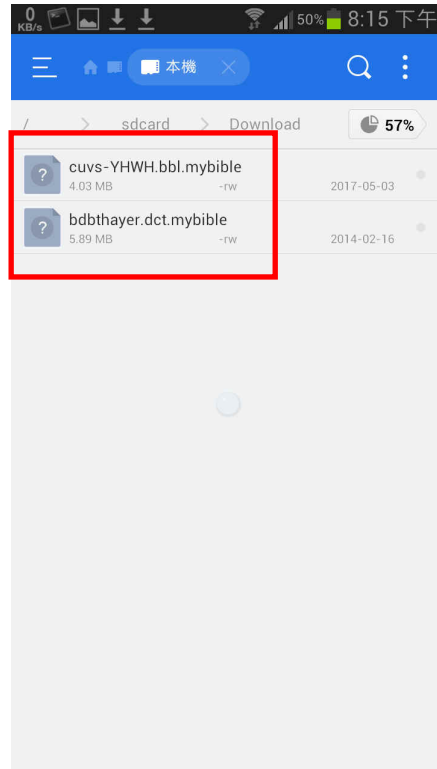 0
KB/s 50% 8:15 下午
本機
/ > sdcard > Download 57%
cuvs-YHWH.bbl.mybible
4.03 MB -rw 2017-05-03
bdbthayer.dct.mybible
5.89 MB -rw 2014-02-16